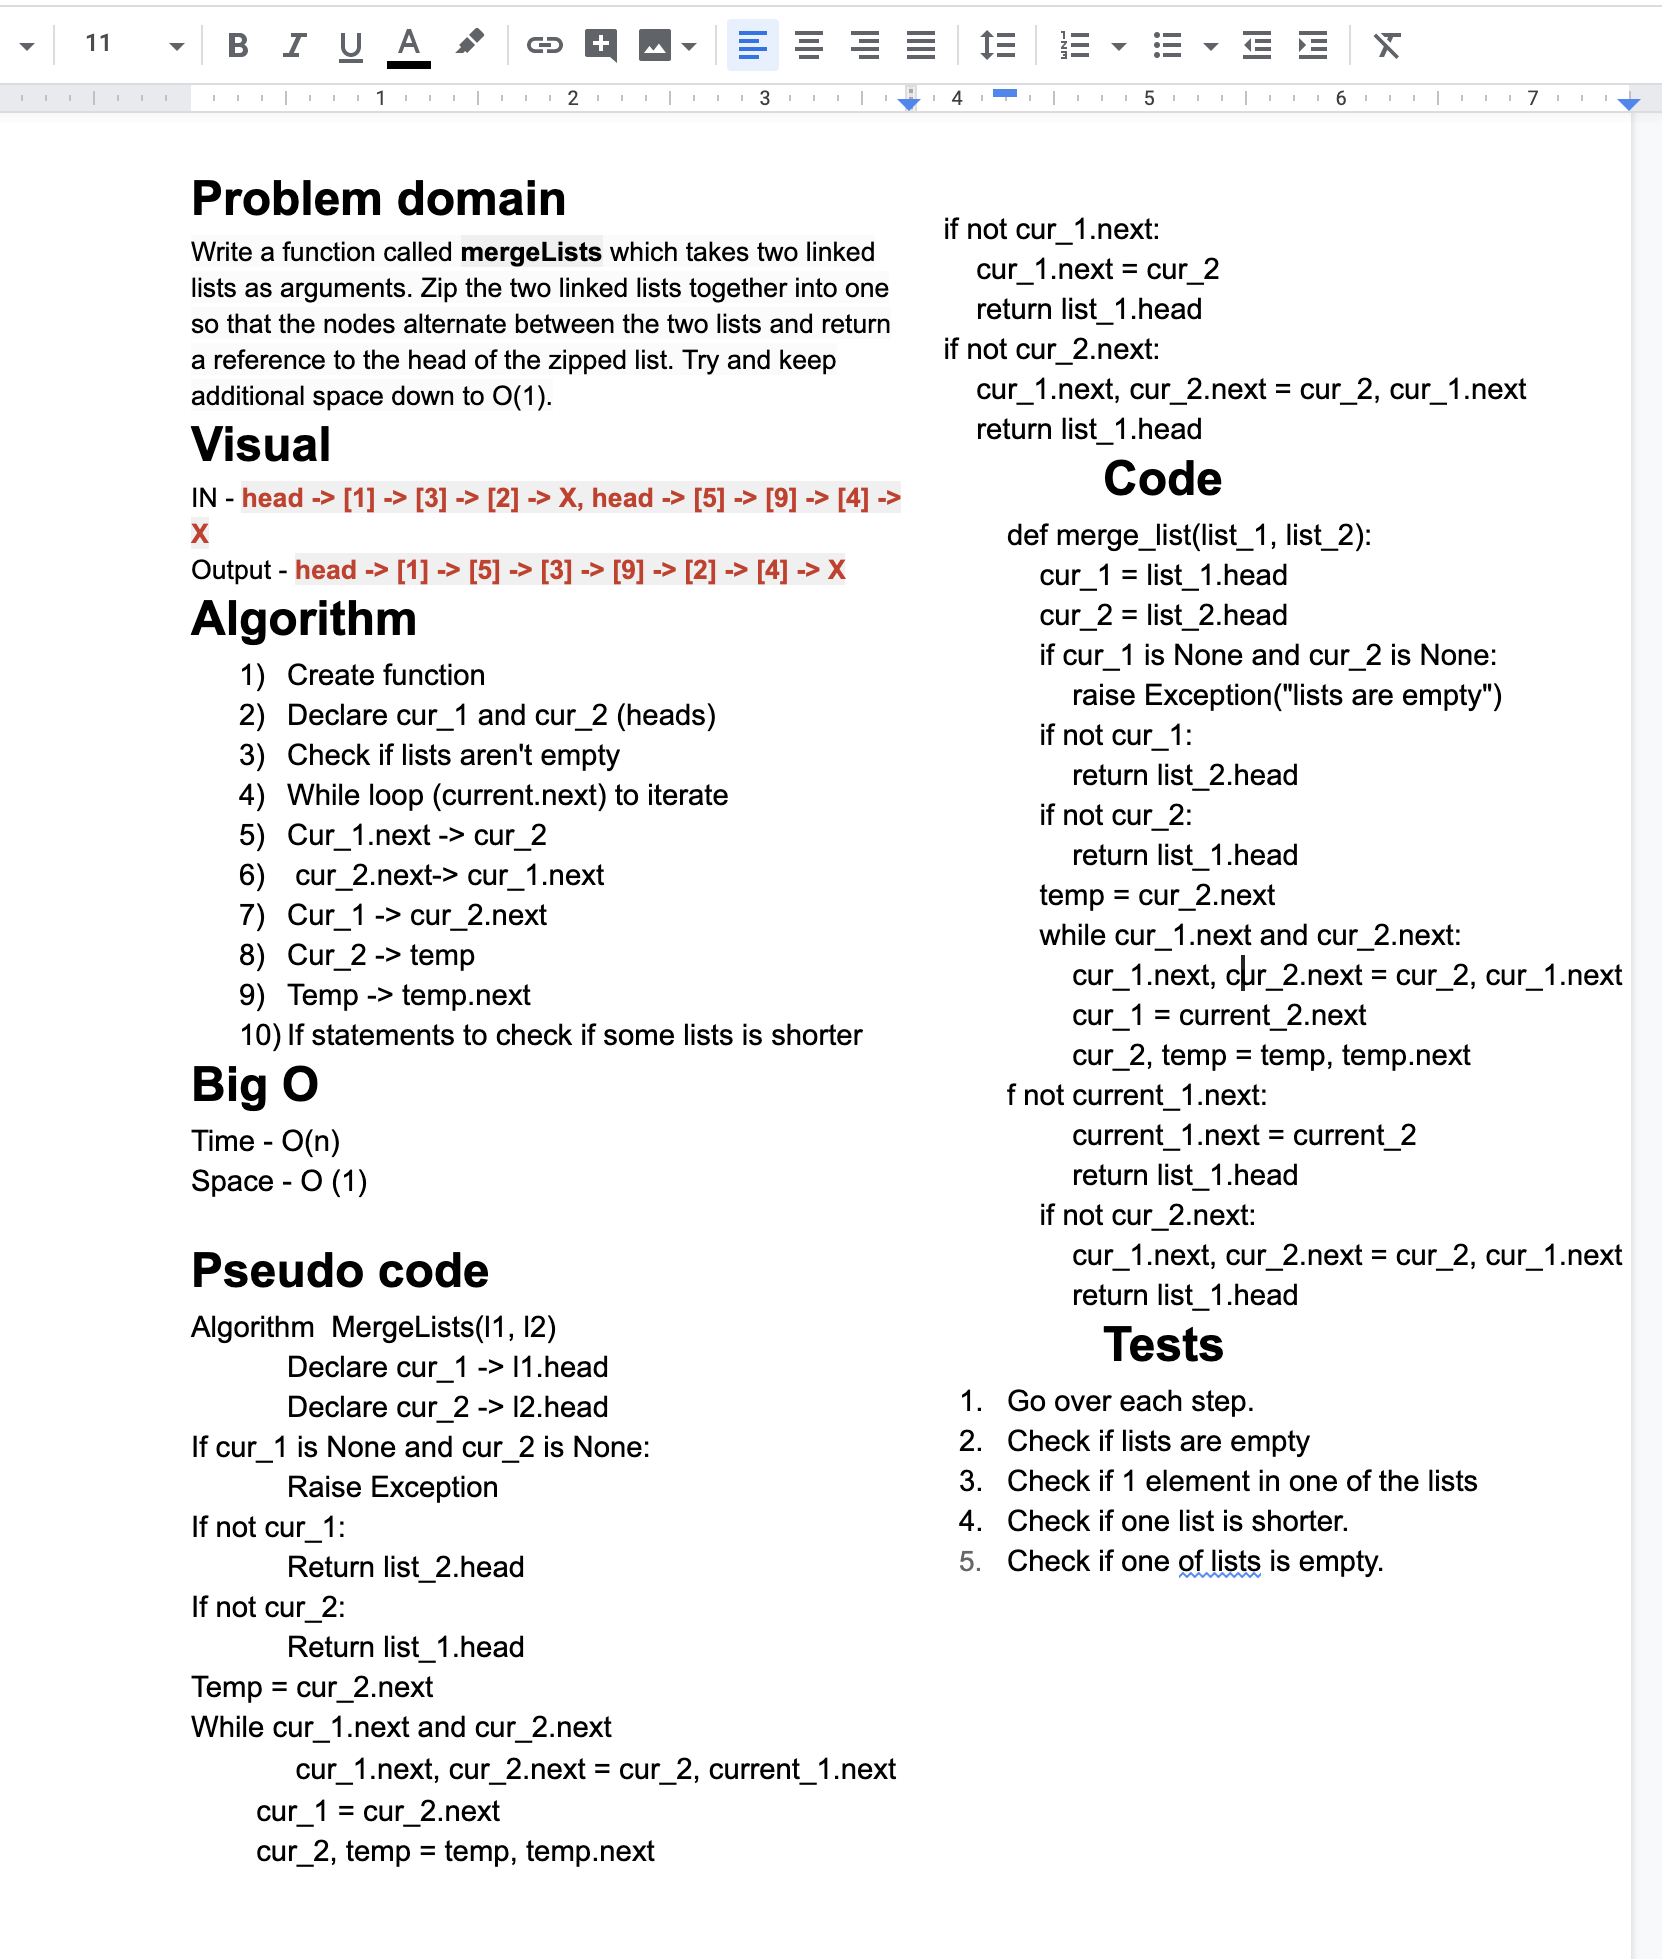 11 B I U A
1 2 3 4 5 6 7
Problem domain
Write a function called mergeLists which takes two linked
lists as arguments. Zip the two linked lists together into one
so that the nodes alternate between the two lists and return
a reference to the head of the zipped list. Try and keep
additional space down to O(1).
Visual
IN - head -> [1] -> [3] -> [2] -> X, head -> [5] -> [9] -> [4] ->
X
Output - head -> [1] -> [5] -> [3] -> [9] -> [2] -> [4] -> X
Algorithm
1) Create function
2) Declare cur_1 and cur_2 (heads)
3) Check if lists aren't empty
4) While loop (current.next) to iterate
5) Cur_1.next -> cur_2
6) cur_2.next-> cur_1.next
7) Cur_1 -> cur_2.next
8) Cur_2 -> temp
9) Temp -> temp.next
10) If statements to check if some lists is shorter
Big O
Time - O(n)
Space - O (1)
Pseudo code
Algorithm MergeLists(l1, l2)
Declare cur_1 -> l1.head
Declare cur_2 -> l2.head
If cur_1 is None and cur_2 is None:
Raise Exception
If not cur_1:
Return list_2.head
If not cur_2:
Return list_1.head
Temp = cur_2.next
While cur_1.next and cur_2.next
cur_1.next, cur_2.next = cur_2, current_1.next
cur_1 = cur_2.next
cur_2, temp = temp, temp.next
if not cur_1.next:
cur_1.next = cur_2
return list_1.head
if not cur_2.next:
cur_1.next, cur_2.next = cur_2, cur_1.next
return list_1.head
Code
def merge_list(list_1, list_2):
cur_1 = list_1.head
cur_2 = list_2.head
if cur_1 is None and cur_2 is None:
raise Exception("lists are empty")
if not cur_1:
return list_2.head
if not cur_2:
return list_1.head
temp = cur_2.next
while cur_1.next and cur_2.next:
cur_1.next, cur_2.next = cur_2, cur_1.next
cur_1 = current_2.next
cur_2, temp = temp, temp.next
f not current_1.next:
current_1.next = current_2
return list_1.head
if not cur_2.next:
cur_1.next, cur_2.next = cur_2, cur_1.next
return list_1.head
Tests
1. Go over each step.
2. Check if lists are empty
3. Check if 1 element in one of the lists
4. Check if one list is shorter.
5. Check if one of lists is empty.